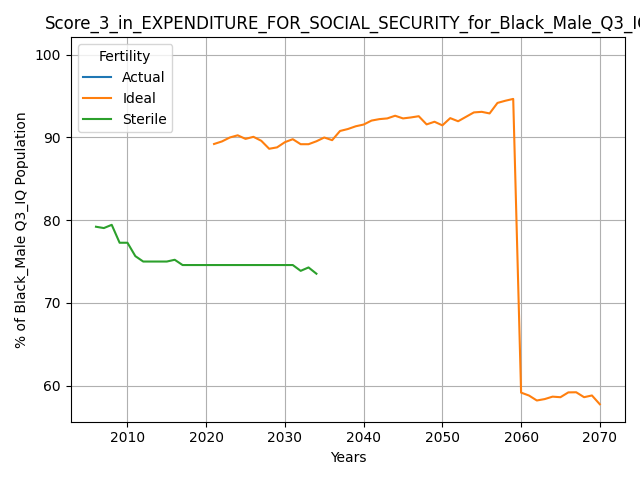 Score_3_in_EXPENDITURE_FOR_SOCIAL_SECURITY_for_Black_Male_Q3_IQ
Fertility
Actual
Ideal
Sterile
100
90
80
70
60
% of Black_Male Q3_IQ Population
2010 2020 2030 2040 2050 2060 2070
Years